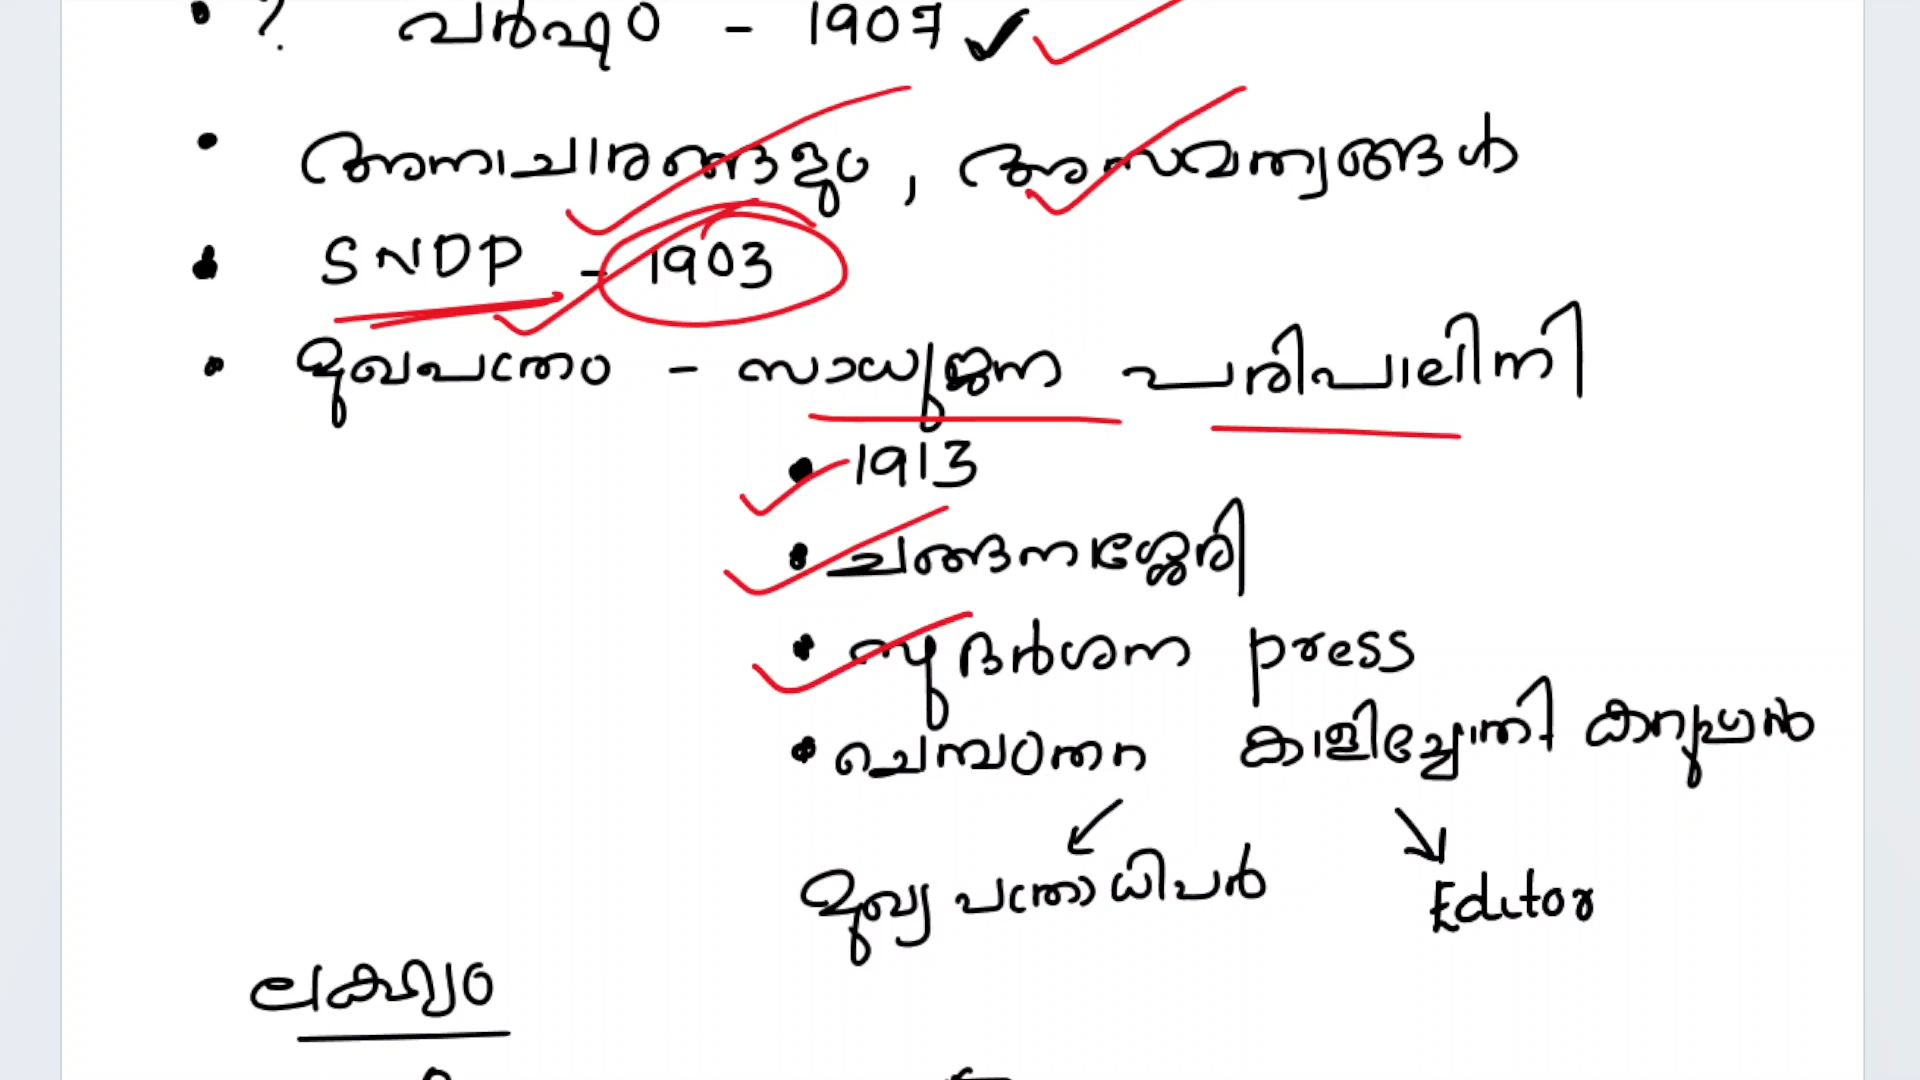 ? വർഷം - 1907
അനാചാരങ്ങളും , അസമത്വങ്ങൾ
SNDP - 1903
മുഖപത്രം - സാധുജന പരിപാലിനി
1913
ചങ്ങനാശ്ശേരി
സുദർശന press
ചെമ്പംതറ കാളിച്ചോതി കറുപ്പൻ
മുഖ്യ പത്രാധിപർ Editor
ലക്ഷ്യം